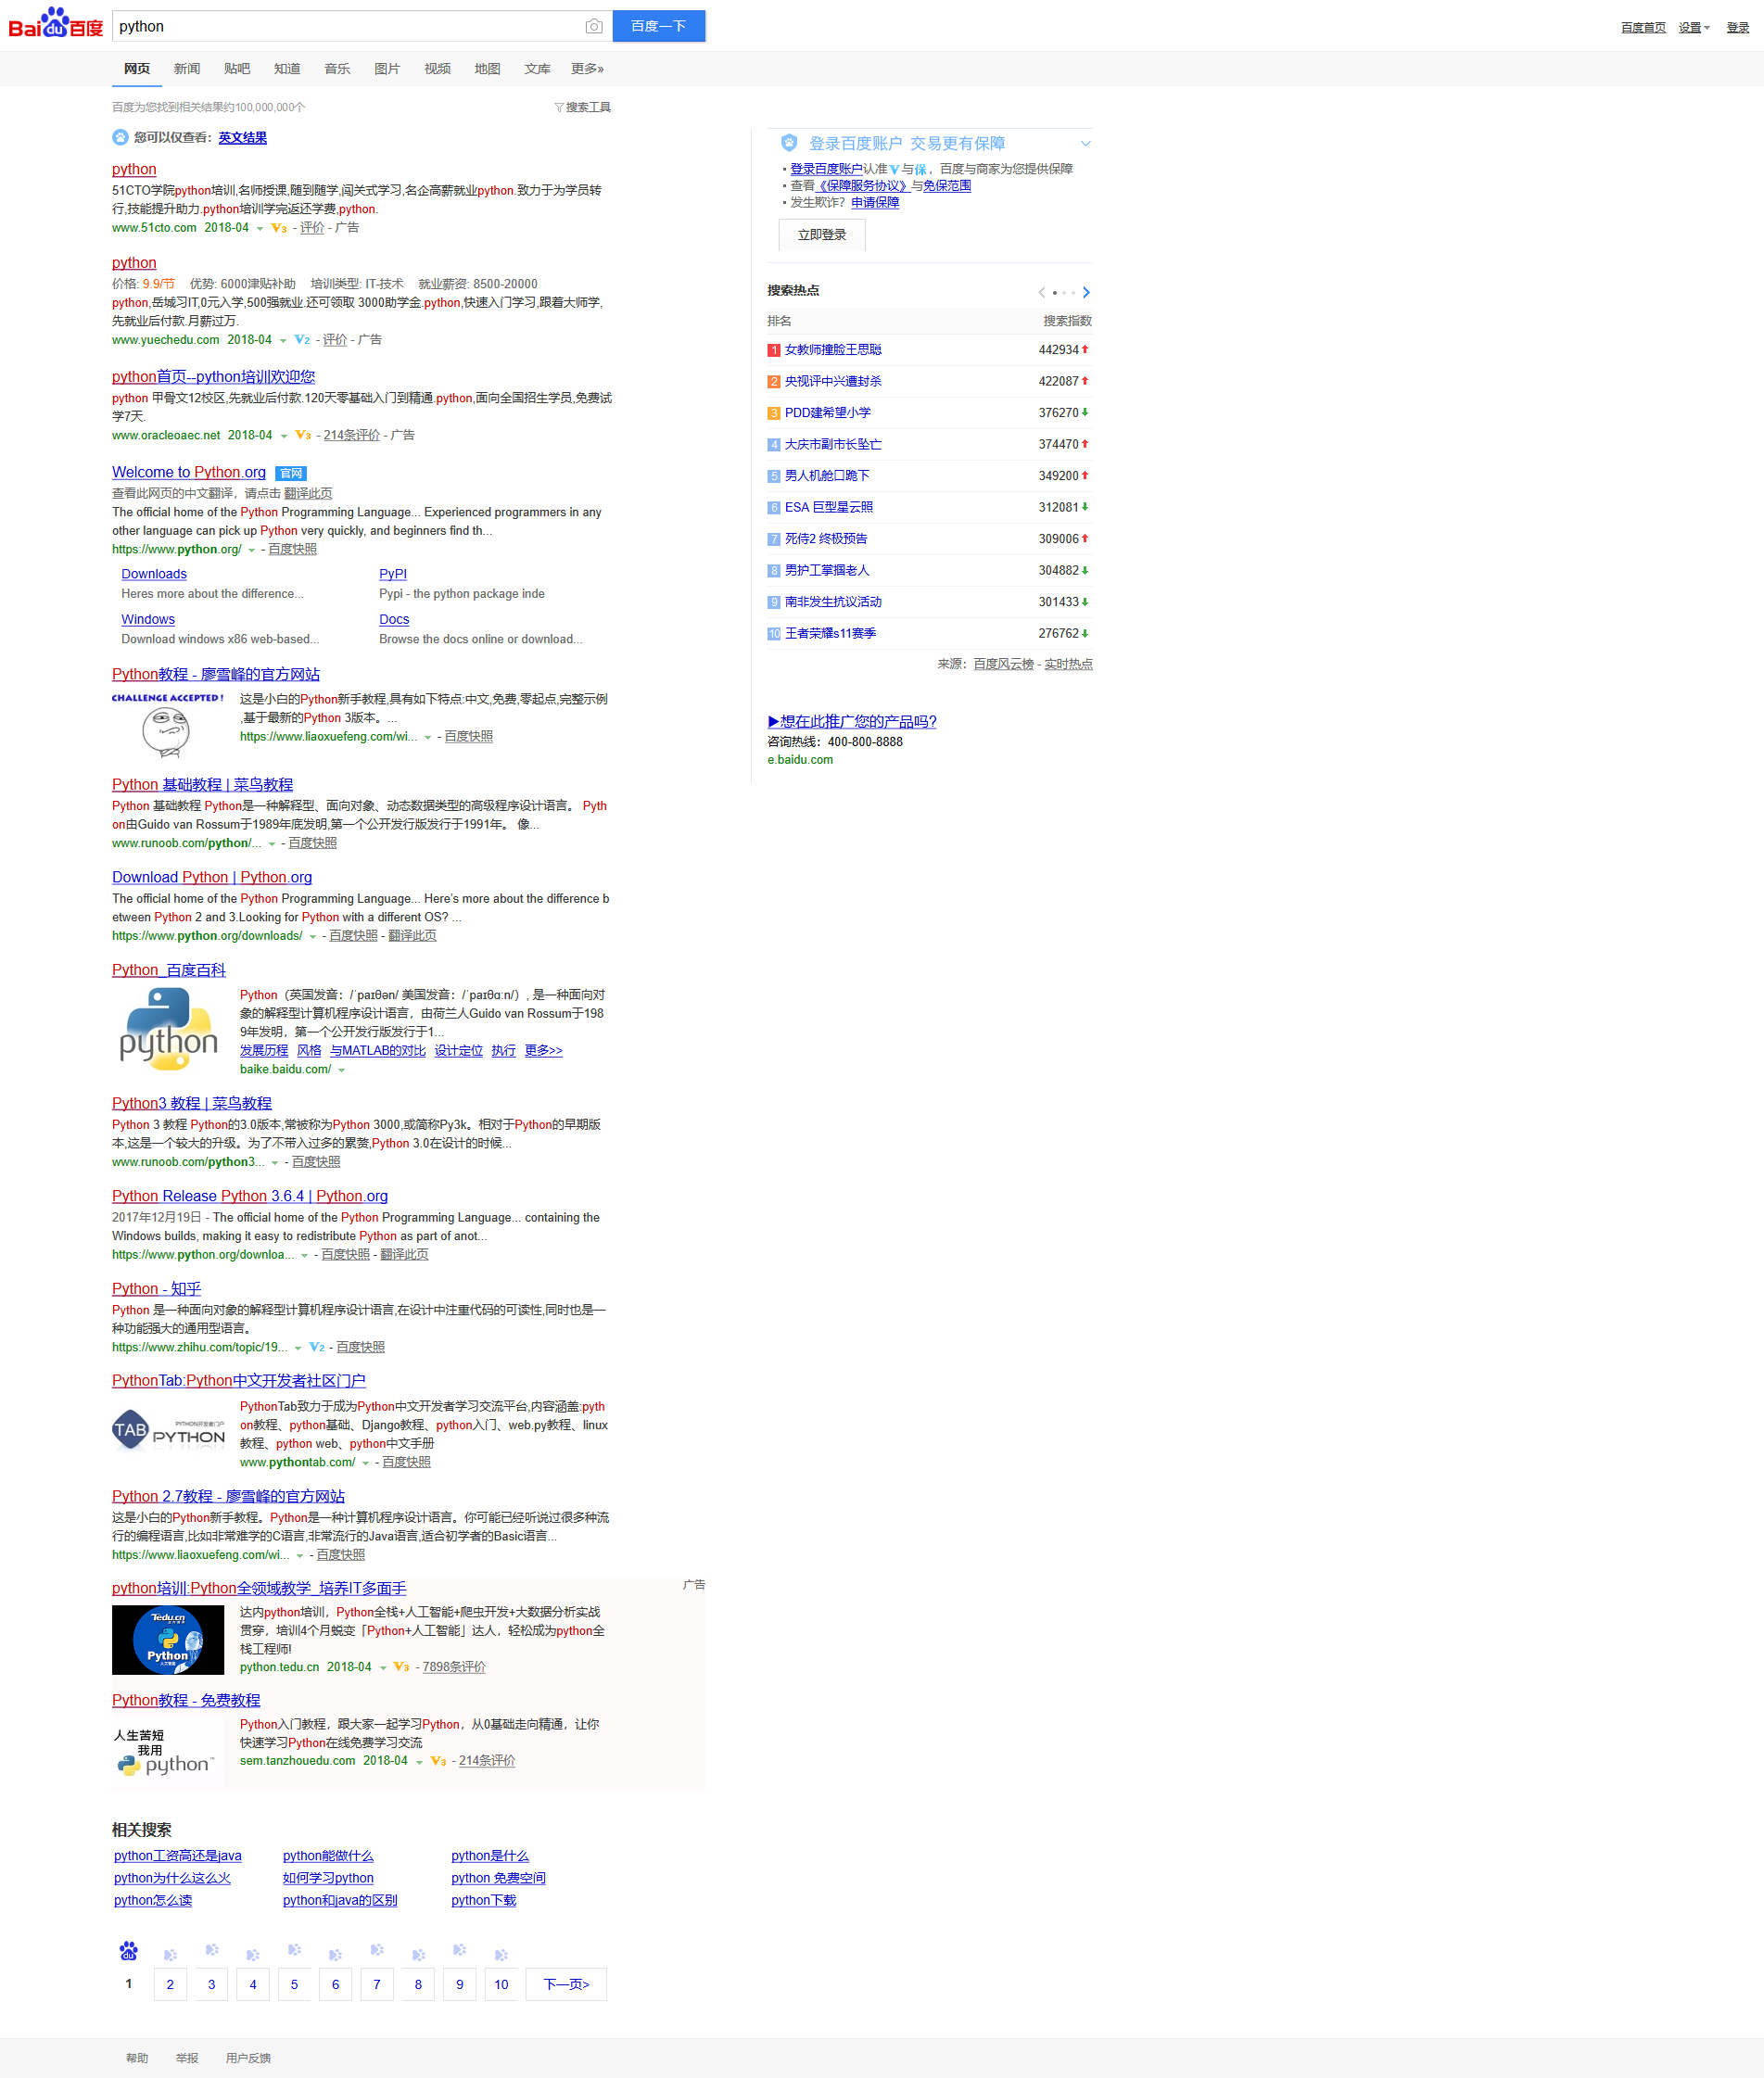 Bai du 百度
python
百度一下
百度首页 设置 登录
网页 新闻 贴吧 知道 音乐 图片 视频 地图 文库 更多»
百度为您找到相关结果约100,000,000个
搜索工具
您可以仅查看：英文结果
python
51CTO学院python培训,名师授课,随到随学,闯关式学习,名企高薪就业python.致力于为学员转
行,技能提升助力.python培训学完返还学费,python.
www.51cto.com 2018-04 V3 - 评价 - 广告
python
价格: 9.9/节 优势: 6000津贴补助 培训类型: IT-技术 就业薪资: 8500-20000
python,岳城习IT,0元入学,500强就业.还可领取 3000助学金.python,快速入门学习,跟着大师学,
先就业后付款.月薪过万.
www.yuechedu.com 2018-04 V2 - 评价 - 广告
python首页--python培训欢迎您
python 甲骨文12校区,先就业后付款.120天零基础入门到精通.python,面向全国招生学员,免费试
学7天.
www.oracleoaec.net 2018-04 V3 - 214条评价 - 广告
Welcome to Python.org 官网
查看此网页的中文翻译，请点击 翻译此页
The official home of the Python Programming Language... Experienced programmers in any
other language can pick up Python very quickly, and beginners find th...
https://www.python.org/ - 百度快照
Downloads PyPI
Heres more about the difference... Pypi - the python package inde
Windows Docs
Download windows x86 web-based... Browse the docs online or download...
Python教程 - 廖雪峰的官方网站
CHALLENGE ACCEPTED !
这是小白的Python新手教程,具有如下特点:中文,免费,零起点,完整示例
,基于最新的Python 3版本。...
https://www.liaoxuefeng.com/wi... - 百度快照
Python 基础教程 | 菜鸟教程
Python 基础教程 Python是一种解释型、面向对象、动态数据类型的高级程序设计语言。 Pyth
on由Guido van Rossum于1989年底发明,第一个公开发行版发行于1991年。 像...
www.runoob.com/python/... - 百度快照
Download Python | Python.org
The official home of the Python Programming Language... Here's more about the difference b
etween Python 2 and 3.Looking for Python with a different OS? ...
https://www.python.org/downloads/ - 百度快照 - 翻译此页
Python_百度百科
python
Python（英国发音：/ˈpaɪθən/ 美国发音：/ˈpaɪθɑːn/）, 是一种面向对
象的解释型计算机程序设计语言，由荷兰人Guido van Rossum于198
9年发明，第一个公开发行版发行于1...
发展历程 风格 与MATLAB的对比 设计定位 执行 更多>>
baike.baidu.com/
Python3 教程 | 菜鸟教程
Python 3 教程 Python的3.0版本,常被称为Python 3000,或简称Py3k。相对于Python的早期版
本,这是一个较大的升级。为了不带入过多的累赘,Python 3.0在设计的时候...
www.runoob.com/python3... - 百度快照
Python Release Python 3.6.4 | Python.org
2017年12月19日 - The official home of the Python Programming Language... containing the
Windows builds, making it easy to redistribute Python as part of anot...
https://www.python.org/downloa... - 百度快照 - 翻译此页
Python - 知乎
Python 是一种面向对象的解释型计算机程序设计语言,在设计中注重代码的可读性,同时也是一
种功能强大的通用型语言。
https://www.zhihu.com/topic/19... V2 - 百度快照
PythonTab:Python中文开发者社区门户
TAB PYTHON开发者门户
PYTHON
PythonTab致力于成为Python中文开发者学习交流平台,内容涵盖:pyth
on教程、python基础、Django教程、python入门、web.py教程、linux
教程、python web、python中文手册
www.pythontab.com/ - 百度快照
Python 2.7教程 - 廖雪峰的官方网站
这是小白的Python新手教程。Python是一种计算机程序设计语言。你可能已经听说过很多种流
行的编程语言,比如非常难学的C语言,非常流行的Java语言,适合初学者的Basic语言...
https://www.liaoxuefeng.com/wi... - 百度快照
python培训:Python全领域教学_培养IT多面手 广告
Tedu.cn
Python
人工智能
达内python培训，Python全栈+人工智能+爬虫开发+大数据分析实战
贯穿，培训4个月蜕变「Python+人工智能」达人，轻松成为python全
栈工程师!
python.tedu.cn 2018-04 V3 - 7898条评价
Python教程 - 免费教程
人生苦短
我用
python™
Python入门教程，跟大家一起学习Python，从0基础走向精通，让你
快速学习Python在线免费学习交流
sem.tanzhouedu.com 2018-04 V3 - 214条评价
相关搜索
python工资高还是java python能做什么 python是什么
python为什么这么火 如何学习python python 免费空间
python怎么读 python和java的区别 python下载
du
1 2 3 4 5 6 7 8 9 10 下一页>
帮助 举报 用户反馈
登录百度账户 交易更有保障
• 登录百度账户认准V与保，百度与商家为您提供保障
• 查看《保障服务协议》与免保范围
• 发生欺诈？申请保障
立即登录
搜索热点
排名 搜索指数
1 女教师撞脸王思聪 442934
2 央视评中兴遭封杀 422087
3 PDD建希望小学 376270
4 大庆市副市长坠亡 374470
5 男人机舱口跪下 349200
6 ESA 巨型星云照 312081
7 死侍2 终极预告 309006
8 男护工掌掴老人 304882
9 南非发生抗议活动 301433
10 王者荣耀s11赛季 276762
来源：百度风云榜 - 实时热点
▶想在此推广您的产品吗?
咨询热线：400-800-8888
e.baidu.com